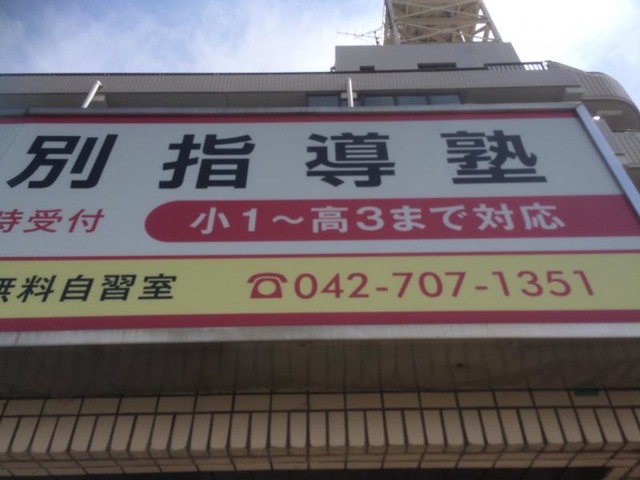 別指導塾
時受付
小1〜高3まで対応
無料自習室 ☎042-707-1351